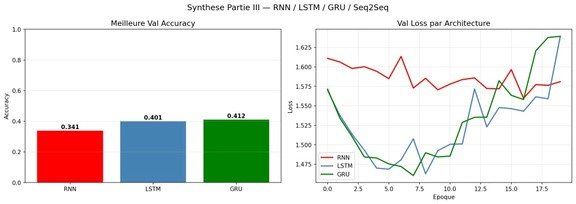 Synthese Partie III — RNN / LSTM / GRU / Seq2Seq
Meilleure Val Accuracy
Accuracy
1.0
0.8
0.6
0.4
0.2
0.0
0.341
0.401
0.412
RNN
LSTM
GRU
Val Loss par Architecture
Loss
1.625
1.600
1.575
1.550
1.525
1.500
1.475
RNN
LSTM
GRU
0.0
2.5
5.0
7.5
10.0
12.5
15.0
17.5
Epoque